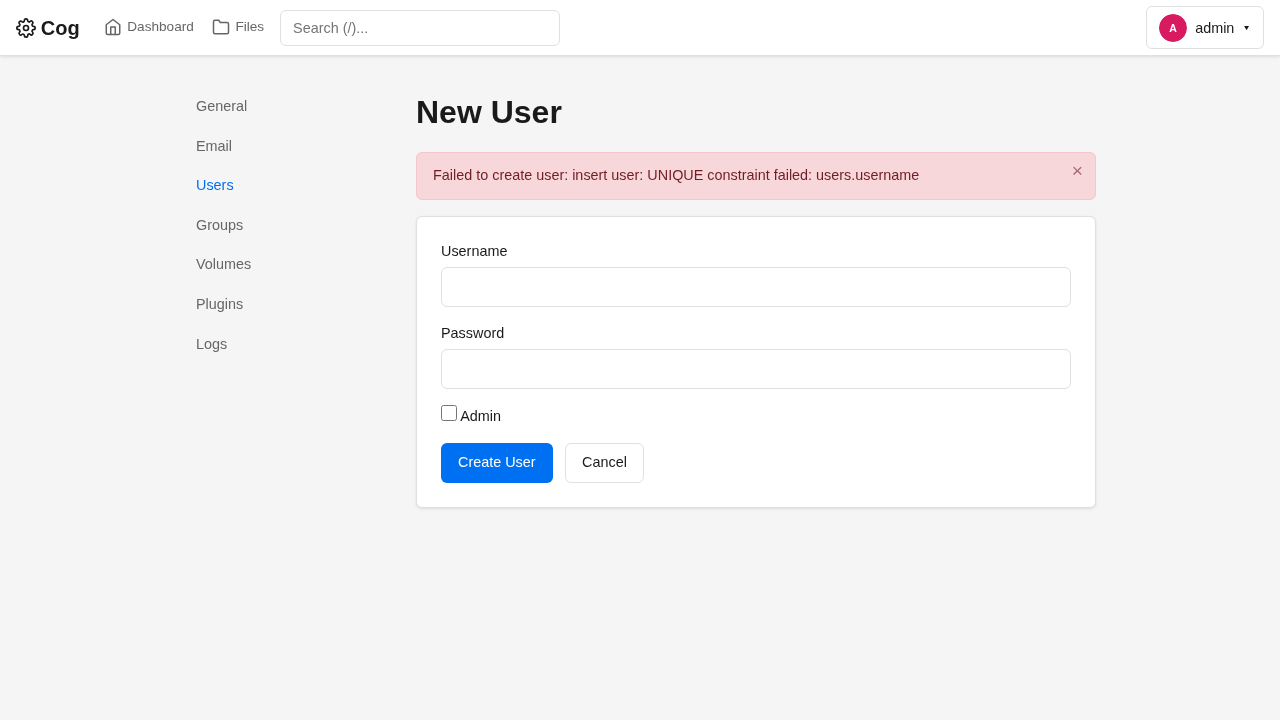 Cog
Dashboard
Files
Search (/)...
A
admin
General
Email
Users
Groups
Volumes
Plugins
Logs
New User
Failed to create user: insert user: UNIQUE constraint failed: users.username
×
Username
Password
Admin
Create User
Cancel